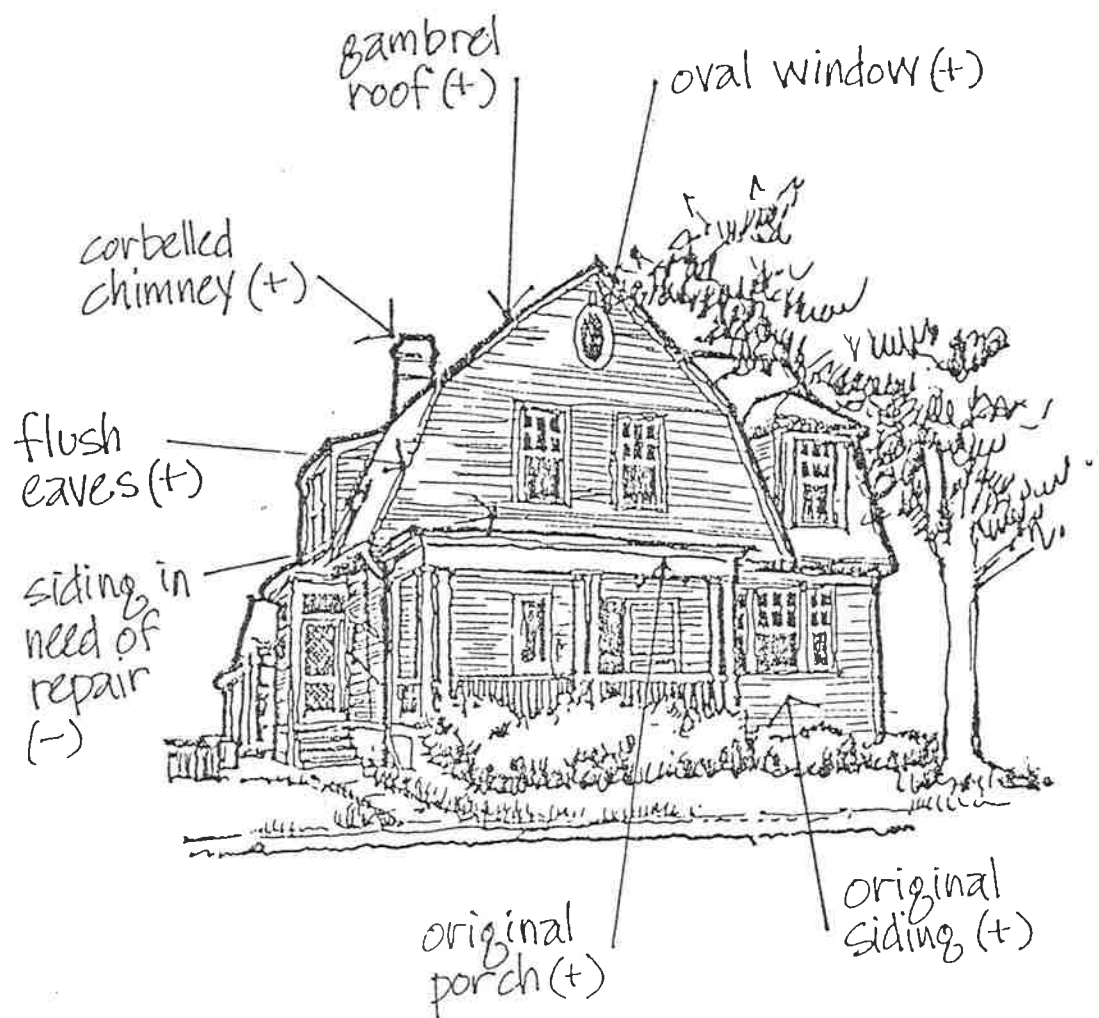 gambrel
roof (+)
oval window (+)
corbelled
chimney (+)
flush
eaves (+)
siding in
need of
repair
(-)
original
porch (+)
original
siding (+)